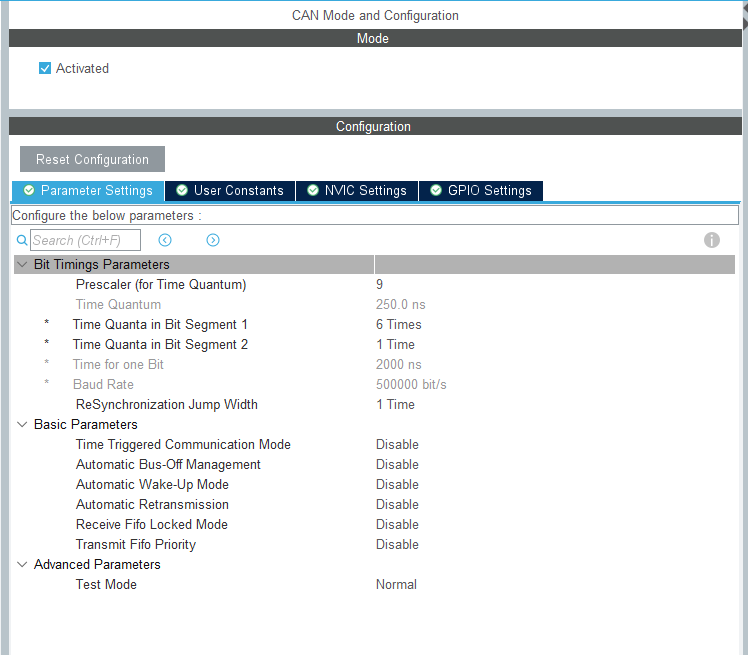 CAN Mode and Configuration
Mode
Activated
Configuration
Reset Configuration
Parameter Settings User Constants NVIC Settings GPIO Settings
Configure the below parameters :
Search (Ctrl+F)
Bit Timings Parameters
Prescaler (for Time Quantum) 9
Time Quantum 250.0 ns
* Time Quanta in Bit Segment 1 6 Times
* Time Quanta in Bit Segment 2 1 Time
* Time for one Bit 2000 ns
* Baud Rate 500000 bit/s
ReSynchronization Jump Width 1 Time
Basic Parameters
Time Triggered Communication Mode Disable
Automatic Bus-Off Management Disable
Automatic Wake-Up Mode Disable
Automatic Retransmission Disable
Receive Fifo Locked Mode Disable
Transmit Fifo Priority Disable
Advanced Parameters
Test Mode Normal